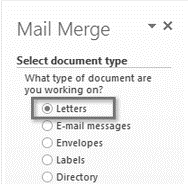 Mail Merge
Select document type
What type of document are
you working on?
Letters
E-mail messages
Envelopes
Labels
Directory